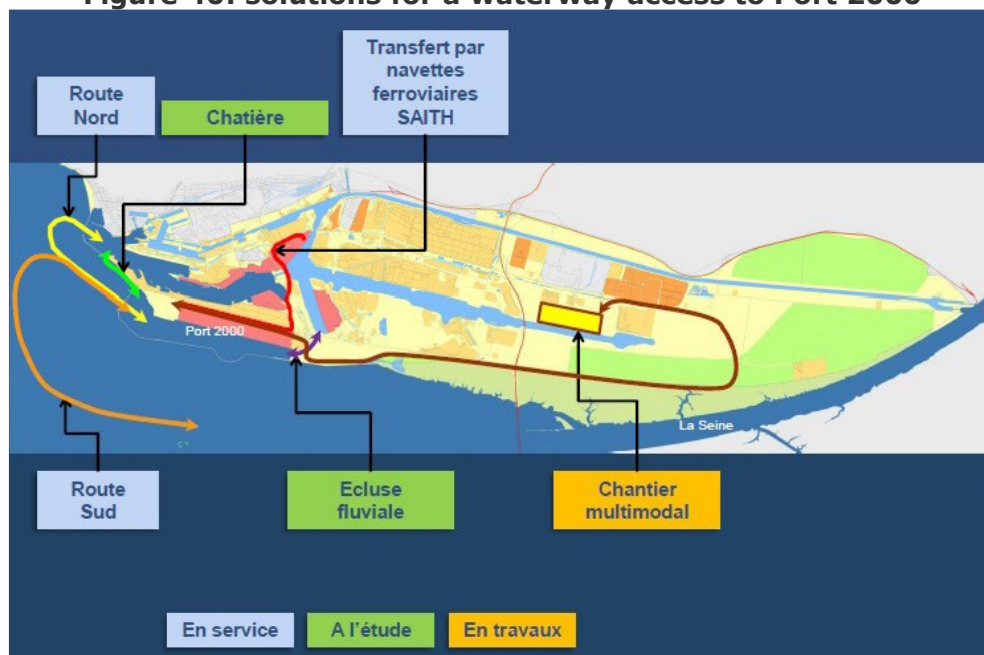 Figure 40: solutions for a waterway access to Port 2000
Transfert par
navettes
ferroviaires
SAITH
Route
Nord
Chatière
Port 2000
La Seine
Route
Sud
Ecluse
fluviale
Chantier
multimodal
En service
A l'étude
En travaux